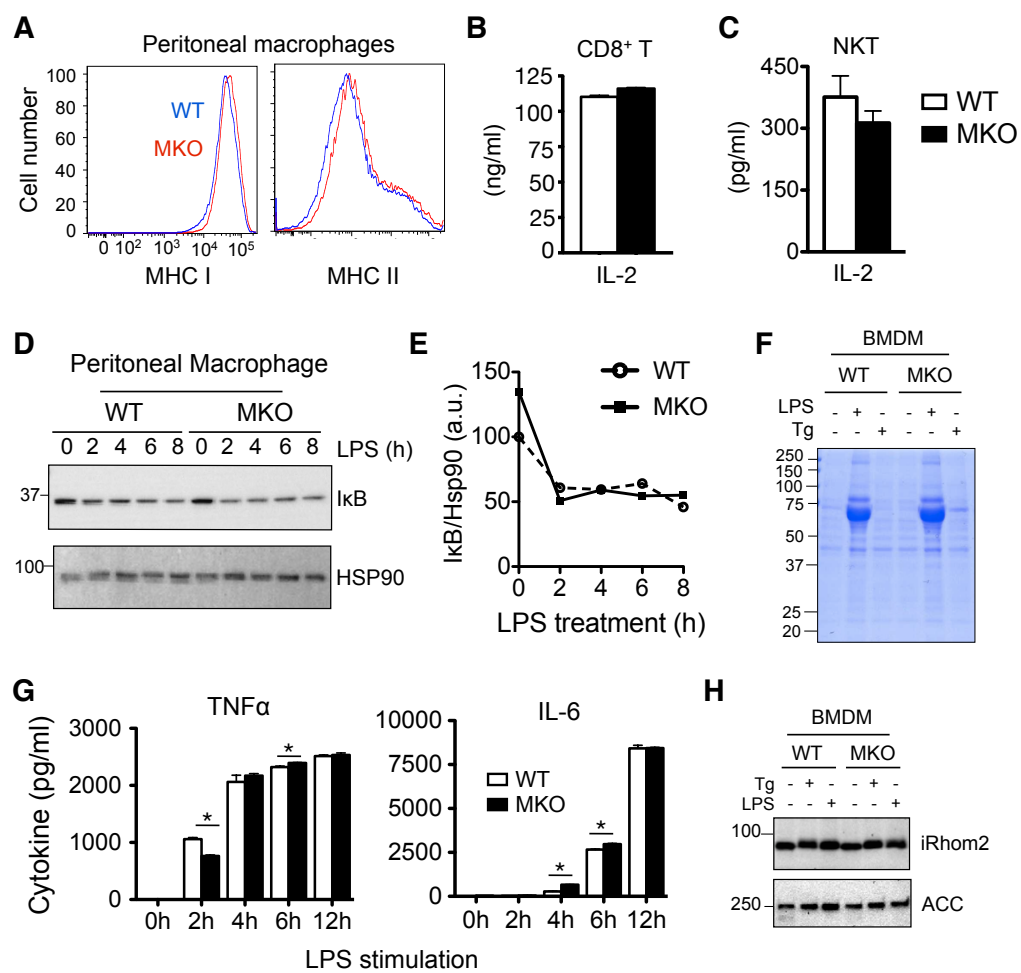 A
Peritoneal macrophages
Cell number
100
80
60
40
20
0
WT
MKO
0 10² 10³ 10⁴ 10⁵
MHC I
MHC II
B
CD8⁺ T
(ng/ml)
125
100
75
50
25
0
IL-2
C
NKT
(pg/ml)
450
300
150
0
IL-2
WT
MKO
D
Peritoneal Macrophage
WT MKO
0 2 4 6 8 0 2 4 6 8 LPS (h)
37
IκB
100
HSP90
E
IκB/Hsp90 (a.u.)
150
100
50
0
WT
MKO
0 2 4 6 8
LPS treatment (h)
F
BMDM
WT MKO
LPS - + - - + -
Tg - - + - - +
250
150
100
75
50
37
25
20
G
TNFα
Cytokine (pg/ml)
3000
2000
1000
0
* *
0h 2h 4h 6h 12h
IL-6
10000
7500
5000
2500
0
WT
MKO
* *
0h 2h 4h 6h 12h
LPS stimulation
H
BMDM
WT MKO
Tg - + - - + -
LPS - - + - - +
100
iRhom2
250
ACC